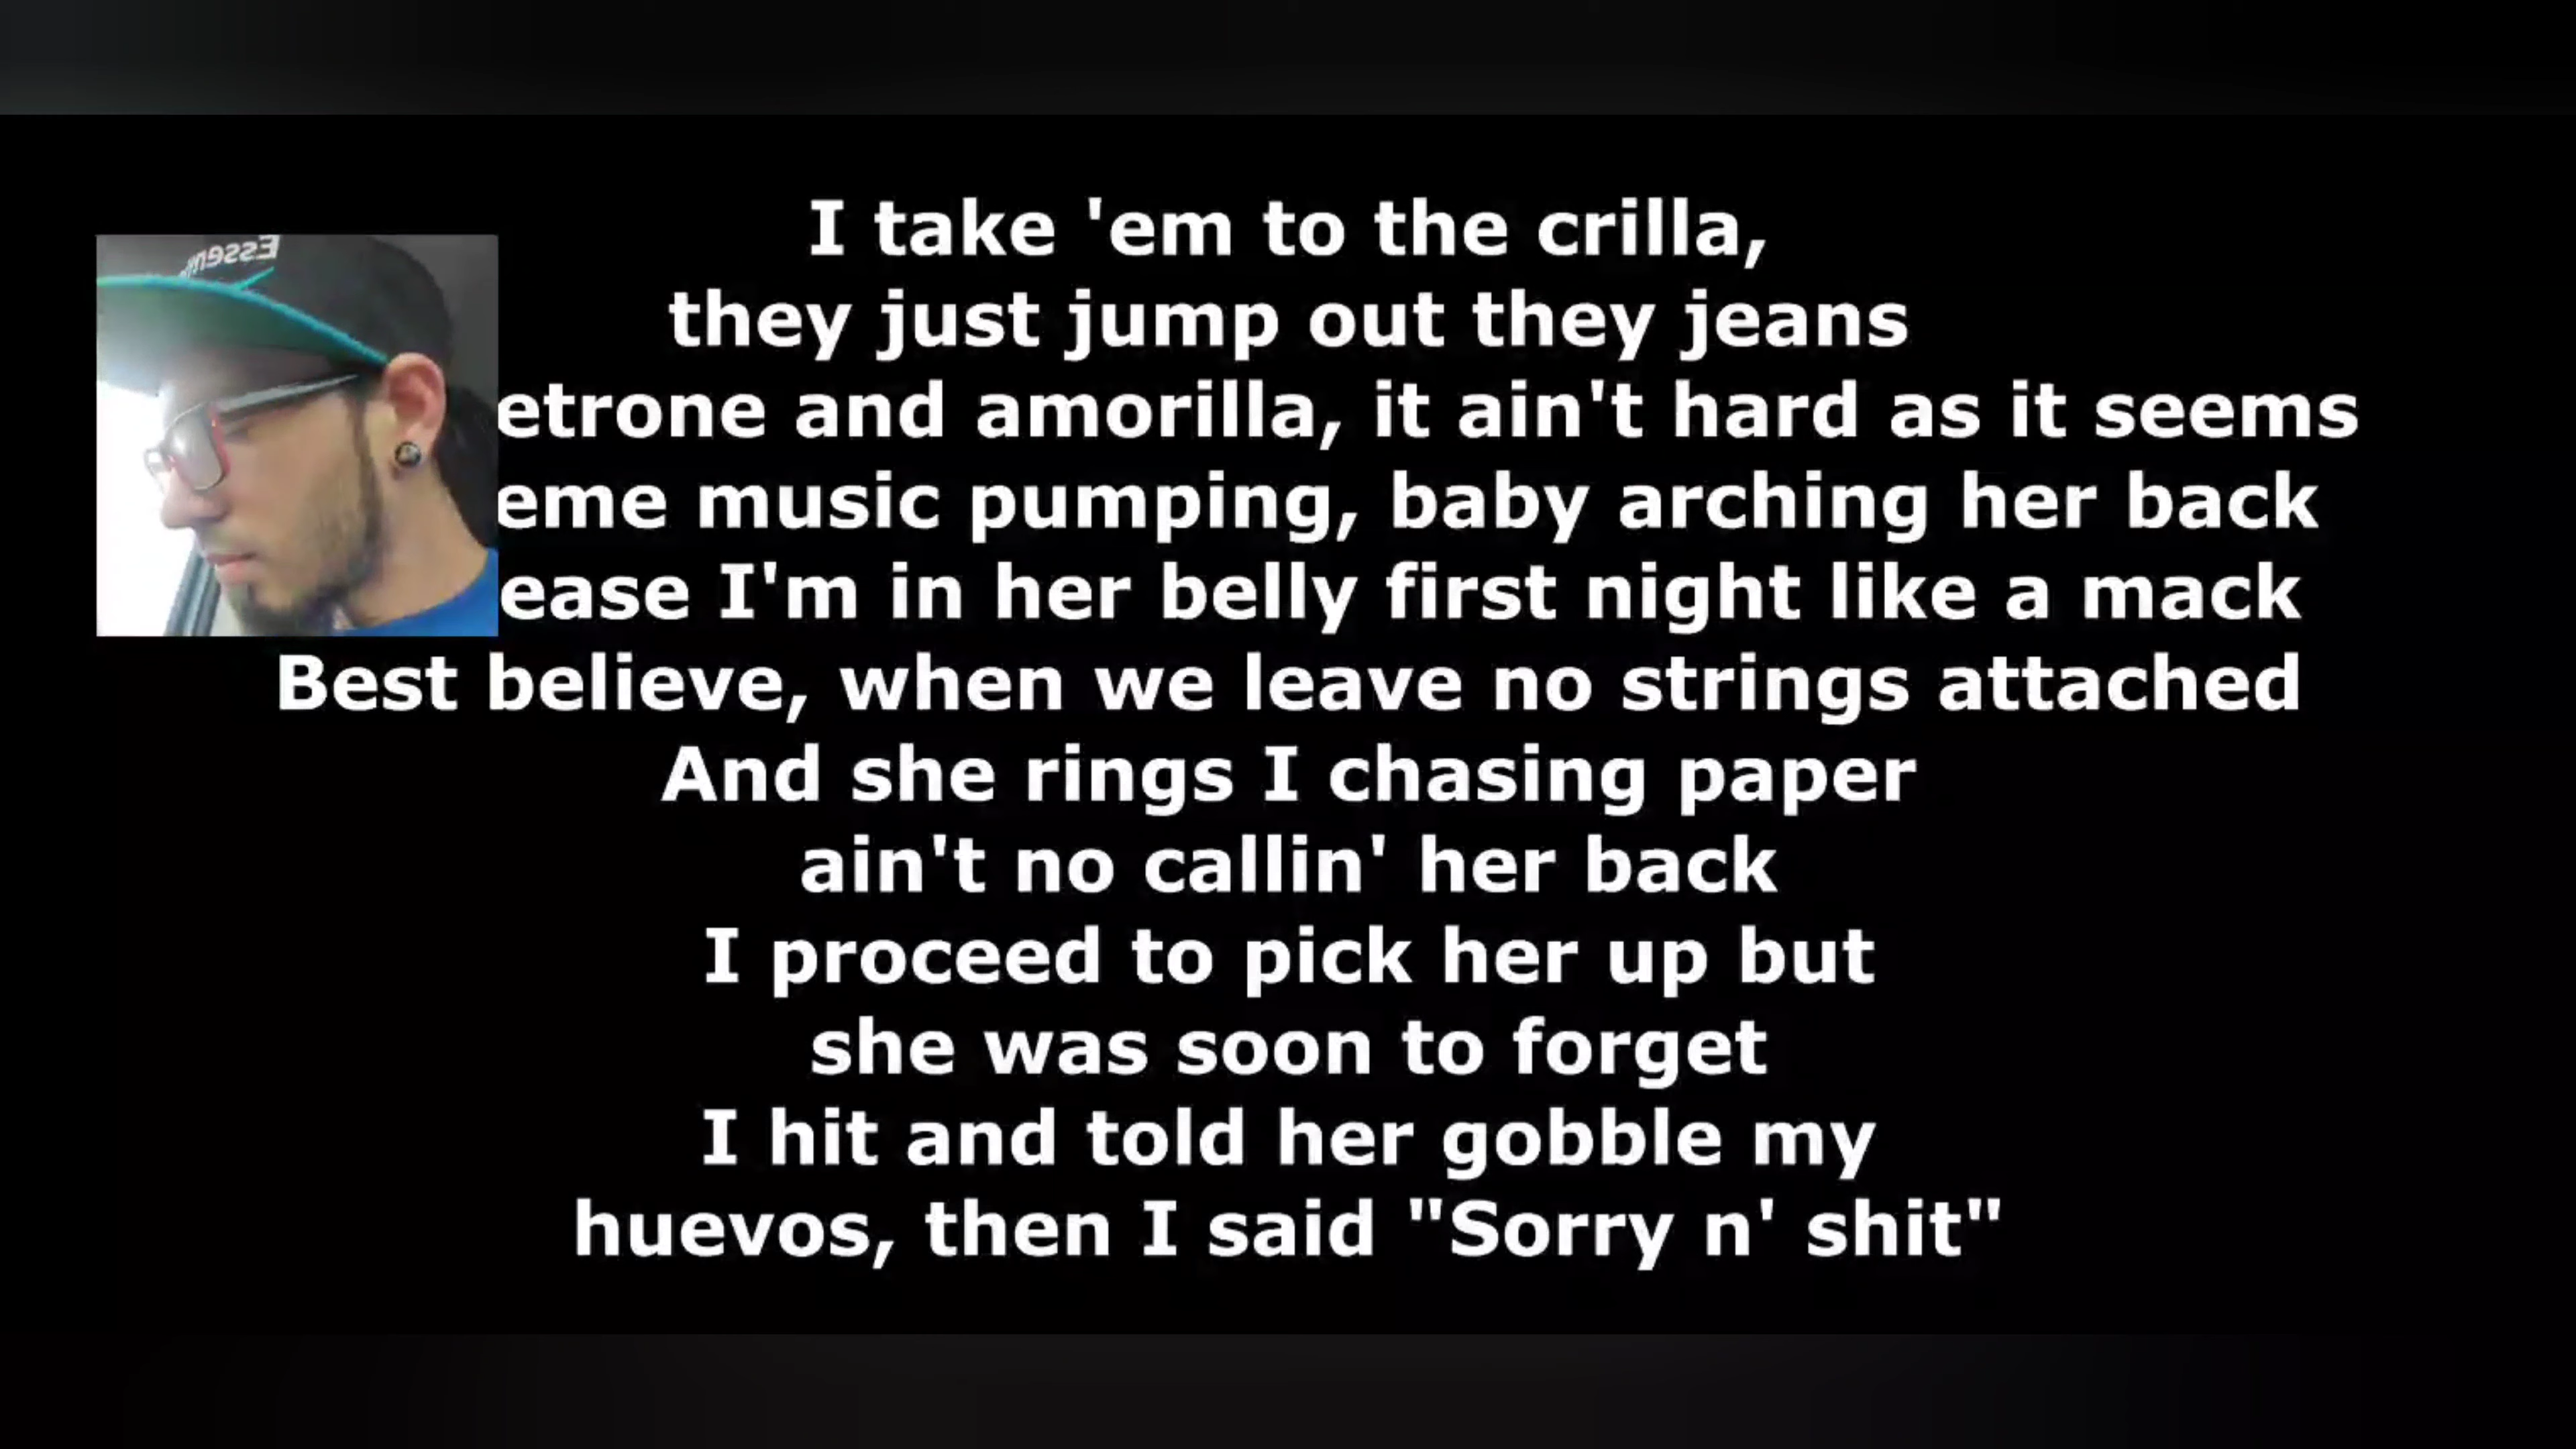 I take 'em to the crilla,
they just jump out they jeans
etrone and amorilla, it ain't hard as it seems
eme music pumping, baby arching her back
ease I'm in her belly first night like a mack
Best believe, when we leave no strings attached
And she rings I chasing paper
ain't no callin' her back
I proceed to pick her up but
she was soon to forget
I hit and told her gobble my
huevos, then I said "Sorry n' shit"